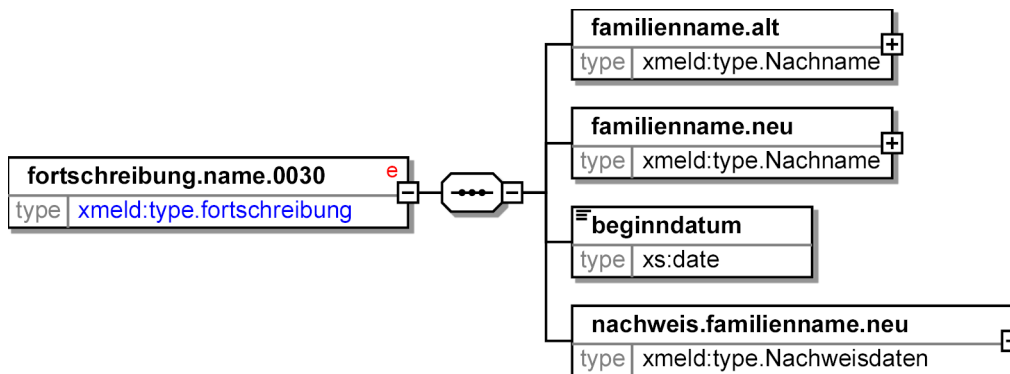 familienname.alt
type xmeld:type.Nachname
familienname.neu
type xmeld:type.Nachname
fortschreibung.name.0030 e
type xmeld:type.fortschreibung
beginndatum
type xs:date
nachweis.familienname.neu
type xmeld:type.Nachweisdaten